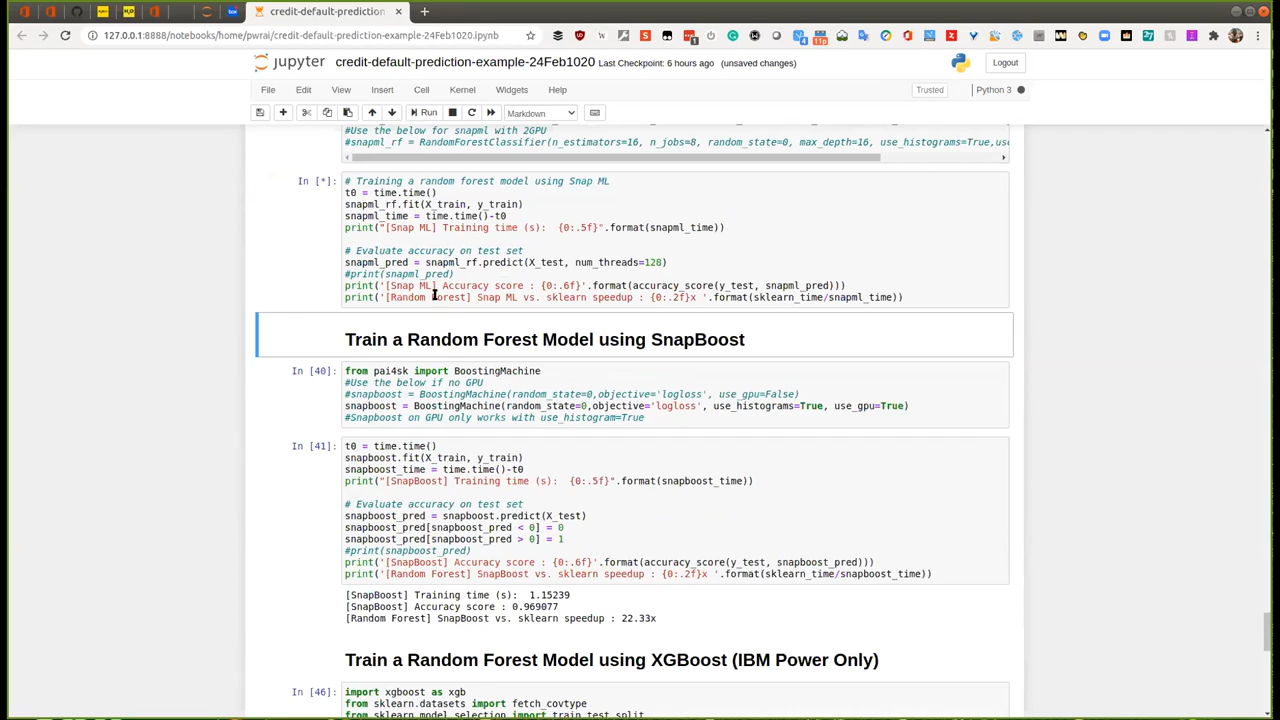 credit-default-prediction
127.0.0.1:8888/notebooks/home/pwrai/credit-default-prediction-example-24Feb1020.ipynb
jupyter credit-default-prediction-example-24Feb1020 Last Checkpoint: 6 hours ago (unsaved changes)
Logout
File Edit View Insert Cell Kernel Widgets Help
Trusted Python 3
Run Markdown
#Use the below for snapml with 2GPU
#snapml_rf = RandomForestClassifier(n_estimators=16, n_jobs=8, random_state=0, max_depth=16, use_histograms=True,use
In [*]: # Training a random forest model using Snap ML
t0 = time.time()
snapml_rf.fit(X_train, y_train)
snapml_time = time.time()-t0
print("[Snap ML] Training time (s):  {0:.5f}".format(snapml_time))
# Evaluate accuracy on test set
snapml_pred = snapml_rf.predict(X_test, num_threads=128)
#print(snapml_pred)
print('[Snap ML] Accuracy score : {0:.6f}'.format(accuracy_score(y_test, snapml_pred)))
print('[Random Forest] Snap ML vs. sklearn speedup : {0:.2f}x '.format(sklearn_time/snapml_time))
Train a Random Forest Model using SnapBoost
In [40]: from pai4sk import BoostingMachine
#Use the below if no GPU
#snapboost = BoostingMachine(random_state=0,objective='logloss', use_gpu=False)
snapboost = BoostingMachine(random_state=0,objective='logloss', use_histograms=True, use_gpu=True)
#Snapboost on GPU only works with use_histogram=True
In [41]: t0 = time.time()
snapboost.fit(X_train, y_train)
snapboost_time = time.time()-t0
print("[SnapBoost] Training time (s):  {0:.5f}".format(snapboost_time))
# Evaluate accuracy on test set
snapboost_pred = snapboost.predict(X_test)
snapboost_pred[snapboost_pred < 0] = 0
snapboost_pred[snapboost_pred > 0] = 1
#print(snapboost_pred)
print('[SnapBoost] Accuracy score : {0:.6f}'.format(accuracy_score(y_test, snapboost_pred)))
print('[Random Forest] SnapBoost vs. sklearn speedup : {0:.2f}x '.format(sklearn_time/snapboost_time))
[SnapBoost] Training time (s):  1.15239
[SnapBoost] Accuracy score : 0.969077
[Random Forest] SnapBoost vs. sklearn speedup : 22.33x
Train a Random Forest Model using XGBoost (IBM Power Only)
In [46]: import xgboost as xgb
from sklearn.datasets import fetch_covtype
from sklearn.model_selection import train_test_split